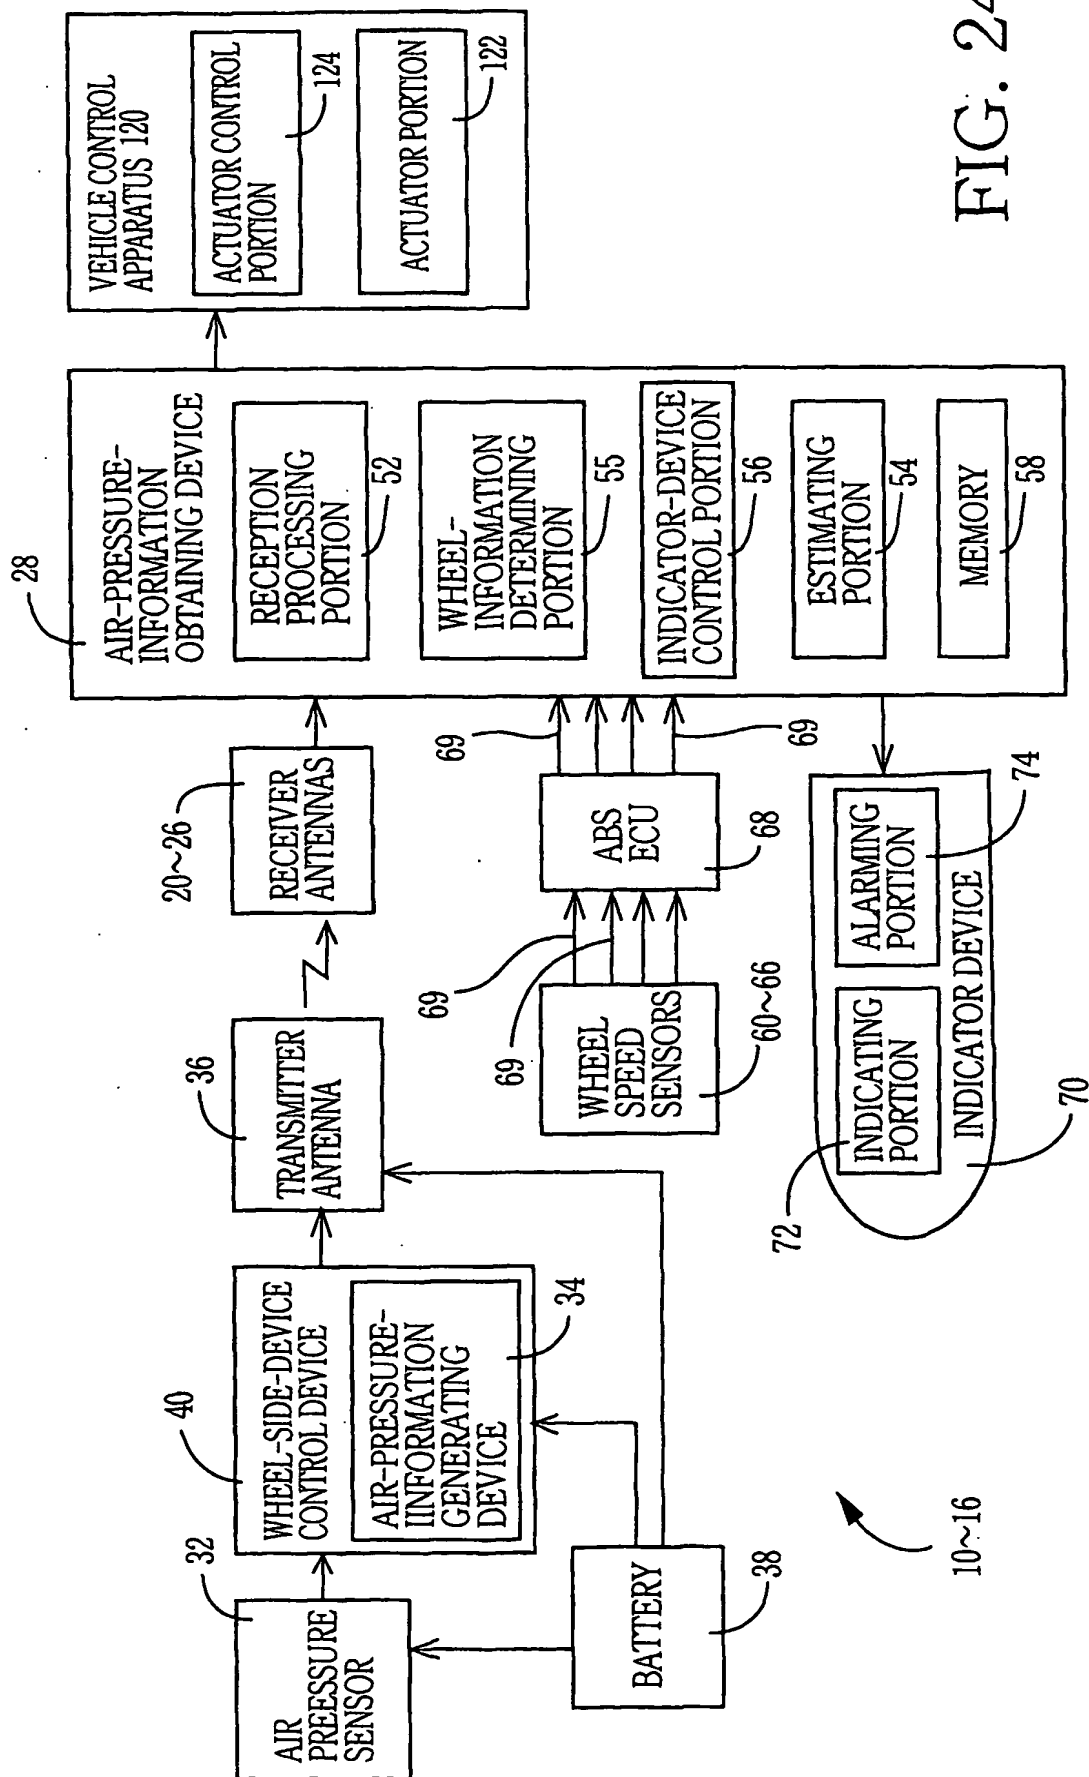 32
AIR
PREESSURE
SENSOR
40
WHEEL-SIDE-DEVICE
CONTROL DEVICE
AIR-PRESSURE-
IINFORMATION
GENERATING
DEVICE
34
36
TRANSMITTER
ANTENNA
20~26
RECEIVER
ANTENNAS
28
AIR-PRESSURE-
INFORMATION
OBTAINING DEVICE
RECEPTION
PROCESSING
PORTION
52
WHEEL-
INFORMATION
DETERMINING
PORTION
55
INDICATOR-DEVICE
CONTROL PORTION
56
ESTIMATING
PORTION
54
MEMORY
58
VEHICLE CONTROL
APPARATUS 120
ACTUATOR CONTROL
PORTION
124
ACTUATOR PORTION
122
BATTERY
38
69
69
WHEEL
SPEED
SENSORS
60~66
69
69
ABS
ECU
68
72
INDICATING
PORTION
ALARMING
PORTION
74
INDICATOR DEVICE
70
10~16
FIG. 24